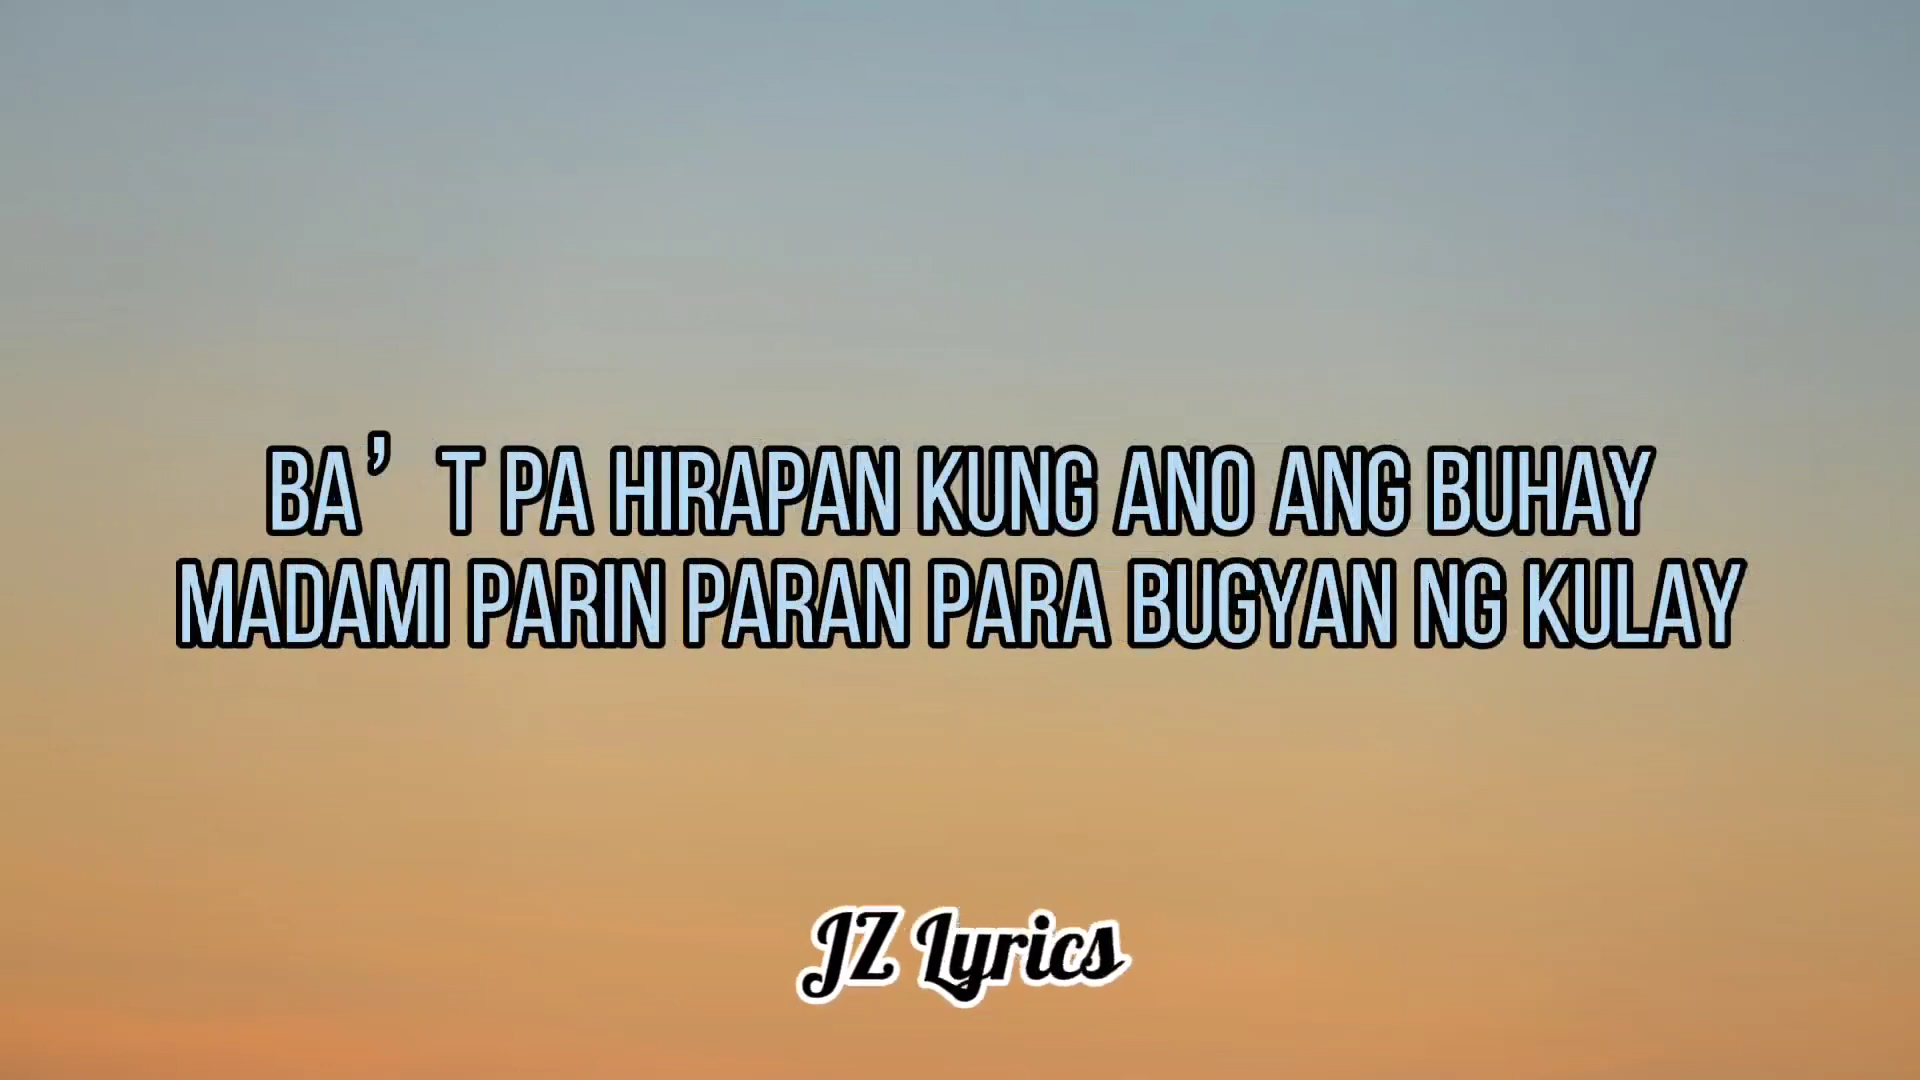 BA’T PA HIRAPAN KUNG ANO ANG BUHAY
MADAMI PARIN PARAN PARA BUGYAN NG KULAY
JZ Lyrics